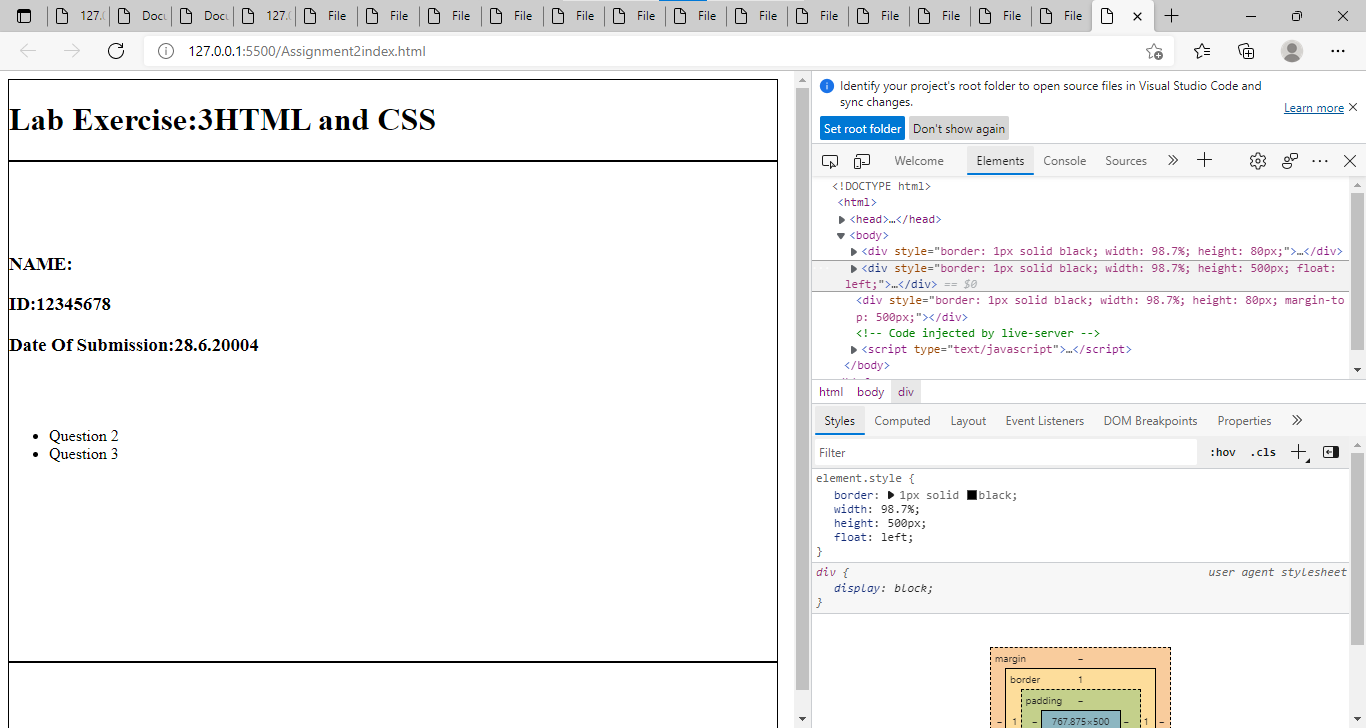 127.( Docu Docu 127.( File File File File File File File File File File File File File
127.0.0.1:5500/Assignment2index.html
Lab Exercise:3HTML and CSS
NAME:
ID:12345678
Date Of Submission:28.6.20004
Question 2
Question 3
Identify your project's root folder to open source files in Visual Studio Code and
sync changes.
Learn more
Set root folder Don't show again
Welcome Elements Console Sources
<!DOCTYPE html>
<html>
<head>…</head>
<body>
<div style="border: 1px solid black; width: 98.7%; height: 80px;">…</div>
<div style="border: 1px solid black; width: 98.7%; height: 500px; float:
left;">…</div> == $0
<div style="border: 1px solid black; width: 98.7%; height: 80px; margin-to
p: 500px;"></div>
<!-- Code injected by live-server -->
<script type="text/javascript">…</script>
</body>
html body div
Styles Computed Layout Event Listeners DOM Breakpoints Properties
Filter
:hov .cls
element.style {
border: 1px solid black;
width: 98.7%;
height: 500px;
float: left;
}
div { user agent stylesheet
display: block;
}
margin –
border 1
padding –
– 1 – 767.875×500 – 1 –